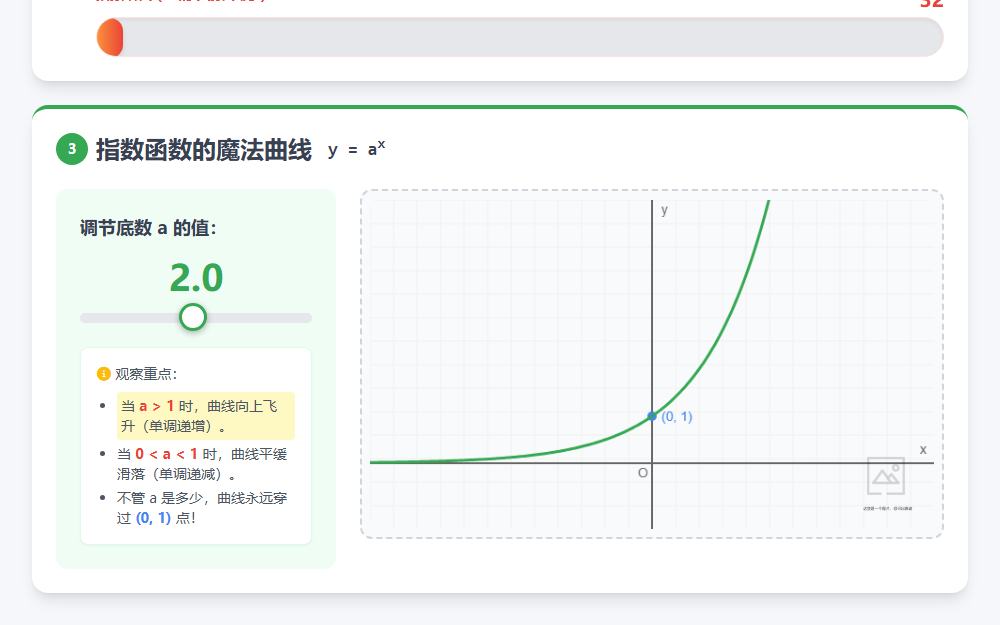 32
3 指数函数的魔法曲线 y = aˣ
调节底数 a 的值：
2.0
观察重点：
当 a > 1 时，曲线向上飞
升（单调递增）。
当 0 < a < 1 时，曲线平缓
滑落（单调递减）。
不管 a 是多少，曲线永远穿
过 (0, 1) 点！
y
(0, 1)
x
O